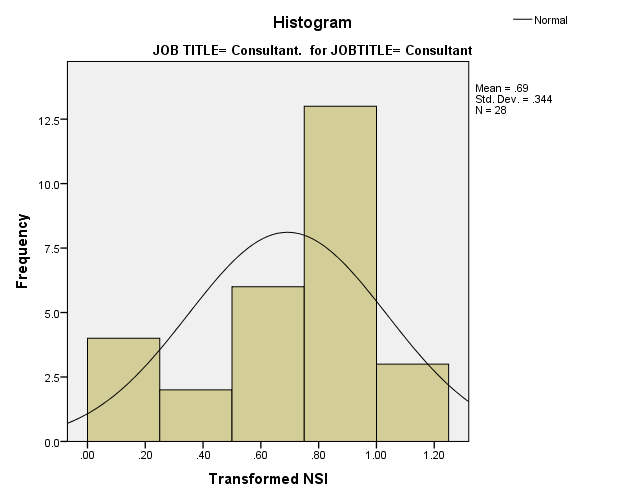 Histogram
Normal
JOB TITLE= Consultant.  for JOBTITLE= Consultant
Mean = .69
Std. Dev. = .344
N = 28
Frequency
12.5
10.0
7.5
5.0
2.5
0.0
.00 .20 .40 .60 .80 1.00 1.20
Transformed NSI